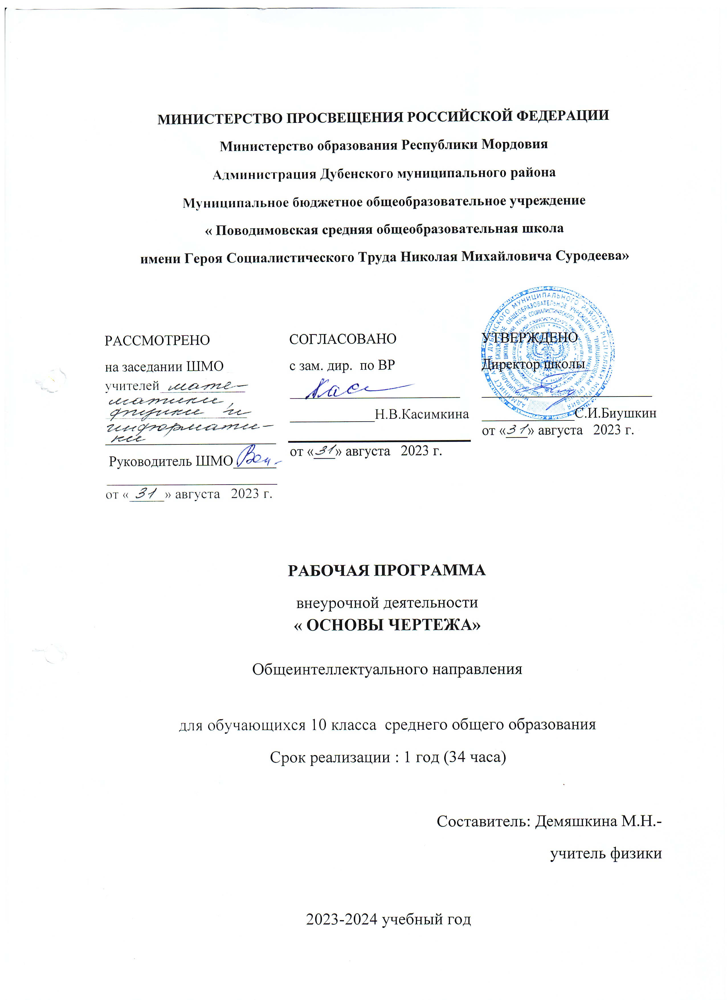 МИНИСТЕРСТВО ПРОСВЕЩЕНИЯ РОССИЙСКОЙ ФЕДЕРАЦИИ
Министерство образования Республики Мордовия
Администрация Дубенского муниципального района
Муниципальное бюджетное общеобразовательное учреждение
« Поводимовская средняя общеобразовательная школа
имени Героя Социалистического Труда Николая Михайловича Суродеева»
РАССМОТРЕНО
на заседании ШМО
учителей мате-
матики,
физики и
информати-
ки
Руководитель ШМО
от « 31 » августа 2023 г.
СОГЛАСОВАНО
с зам. дир. по ВР
Н.В.Касимкина
от «31» августа 2023 г.
УТВЕРЖДЕНО
Директор школы
С.И.Биушкин
от «31» августа 2023 г.
РАБОЧАЯ ПРОГРАММА
внеурочной деятельности
« ОСНОВЫ ЧЕРТЕЖА»
Общеинтеллектуального направления
для обучающихся 10 класса среднего общего образования
Срок реализации : 1 год (34 часа)
Составитель: Демяшкина М.Н.-
учитель физики
2023-2024 учебный год